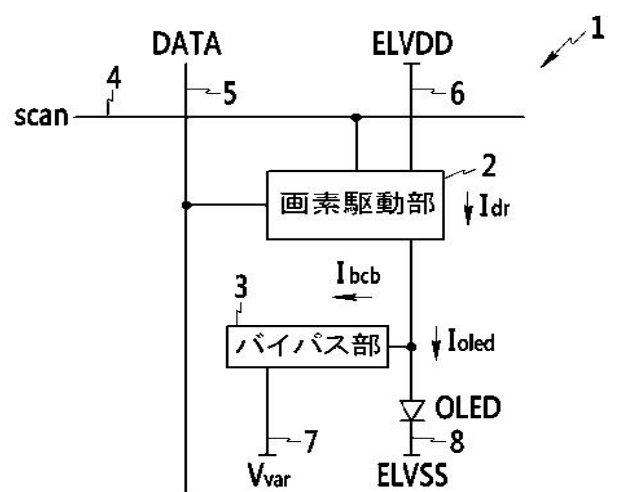 DATA
ELVDD
1
4
5
6
scan
2
画素駆動部
Idr
Ibcb
3
バイパス部
Ioled
OLED
7
8
Vvar
ELVSS